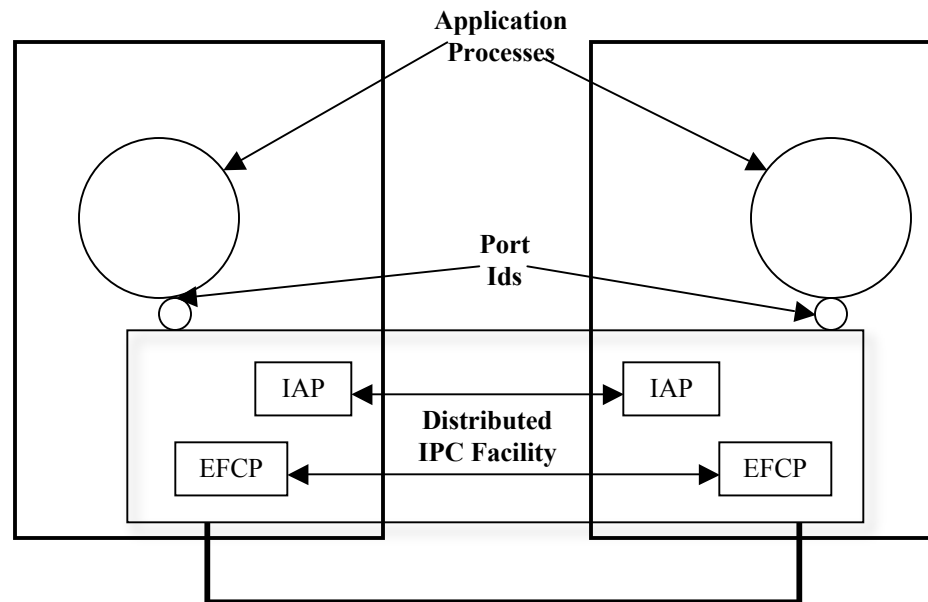 Application
Processes
Port
Ids
IAP
IAP
Distributed
IPC Facility
EFCP
EFCP